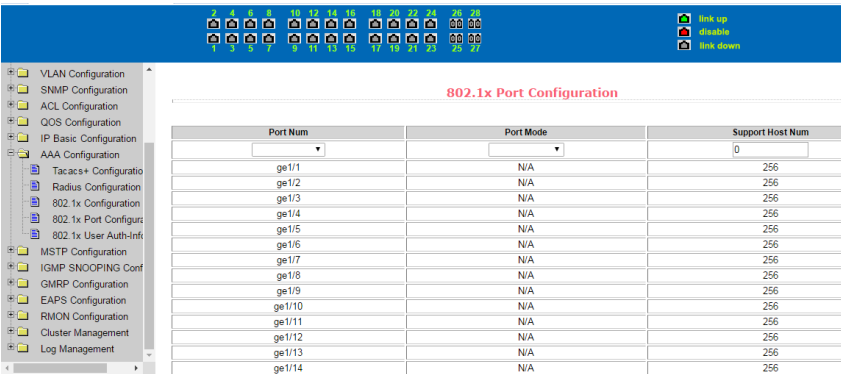 2 4 6 8 10 12 14 16 18 20 22 24 26 28
1 3 5 7 9 11 13 15 17 19 21 23 25 27
link up
disable
link down
VLAN Configuration
SNMP Configuration
ACL Configuration
QOS Configuration
IP Basic Configuration
AAA Configuration
Tacacs+ Configuratio
Radius Configuration
802.1x Configuration
802.1x Port Configura
802.1x User Auth-Info
MSTP Configuration
IGMP SNOOPING Conf
GMRP Configuration
EAPS Configuration
RMON Configuration
Cluster Management
Log Management
802.1x Port Configuration
Port Num Port Mode Support Host Num
0
ge1/1 N/A 256
ge1/2 N/A 256
ge1/3 N/A 256
ge1/4 N/A 256
ge1/5 N/A 256
ge1/6 N/A 256
ge1/7 N/A 256
ge1/8 N/A 256
ge1/9 N/A 256
ge1/10 N/A 256
ge1/11 N/A 256
ge1/12 N/A 256
ge1/13 N/A 256
ge1/14 N/A 256